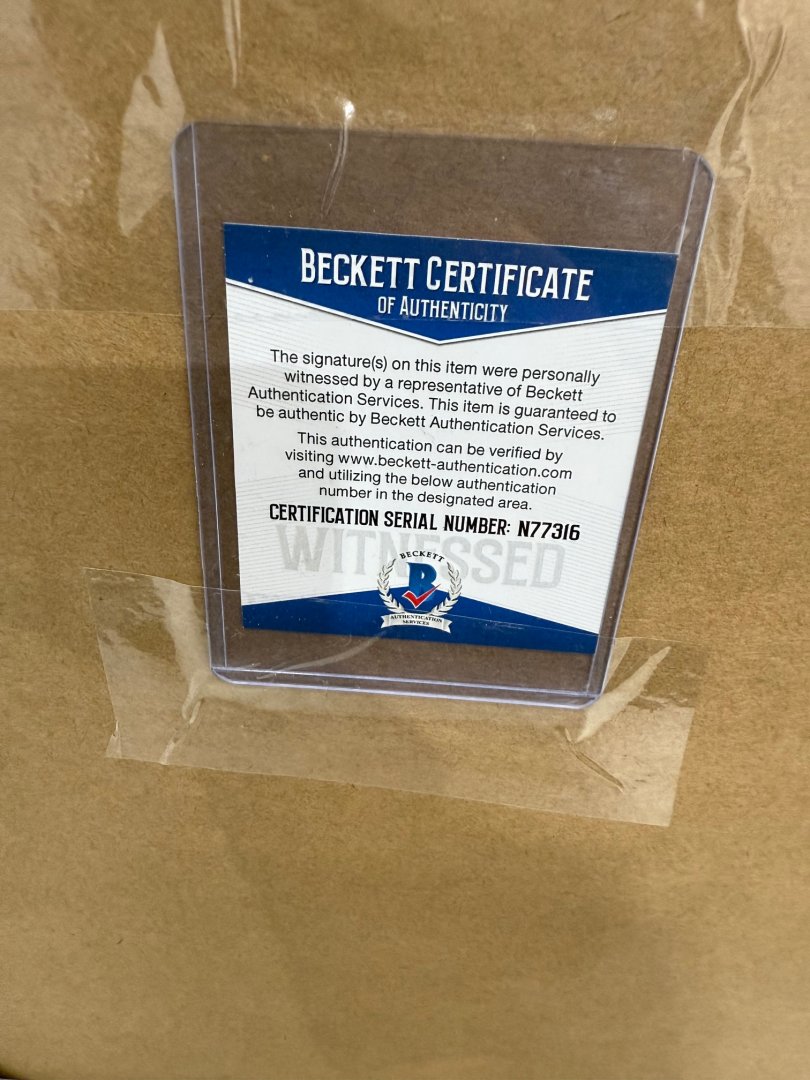 BECKETT CERTIFICATE
OF AUTHENTICITY
The signature(s) on this item were personally
witnessed by a representative of Beckett
Authentication Services. This item is guaranteed to
be authentic by Beckett Authentication Services.
This authentication can be verified by
visiting www.beckett-authentication.com
and utilizing the below authentication
number in the designated area.
CERTIFICATION SERIAL NUMBER: N77316
WITNESSED
BECKETT
B
AUTHENTICATION
SERVICES